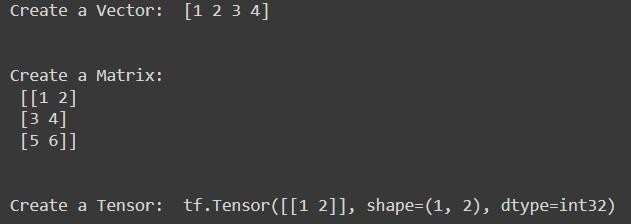 Create a Vector:  [1 2 3 4]
Create a Matrix:
[[1 2]
[3 4]
[5 6]]
Create a Tensor:  tf.Tensor([[1 2]], shape=(1, 2), dtype=int32)